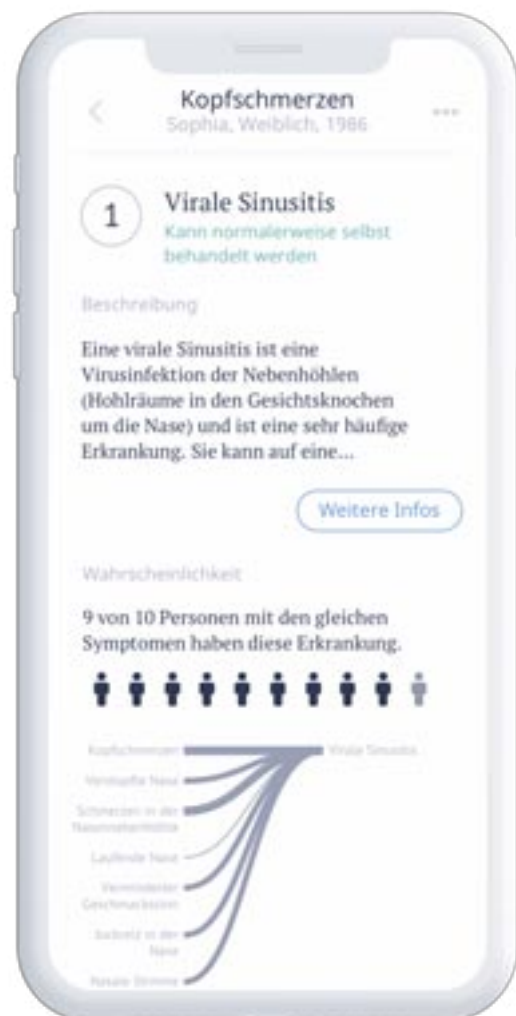 Kopfschmerzen
Sophia, Weiblich, 1986
1
Virale Sinusitis
Kann normalerweise selbst
behandelt werden
Beschreibung
Eine virale Sinusitis ist eine
Virusinfektion der Nebenhöhlen
(Hohlräume in den Gesichtsknochen
um die Nase) und ist eine sehr häufige
Erkrankung. Sie kann auf eine...
Weitere Infos
Wahrscheinlichkeit
9 von 10 Personen mit den gleichen
Symptomen haben diese Erkrankung.
Kopfschmerzen
Virale Sinusitis
Verstopfte Nase
Schmerzen in der
Nasennebenhöhle
Laufende Nase
Verminderter
Geschmackssinn
Juckreiz in der
Nase
Nasale Stimme